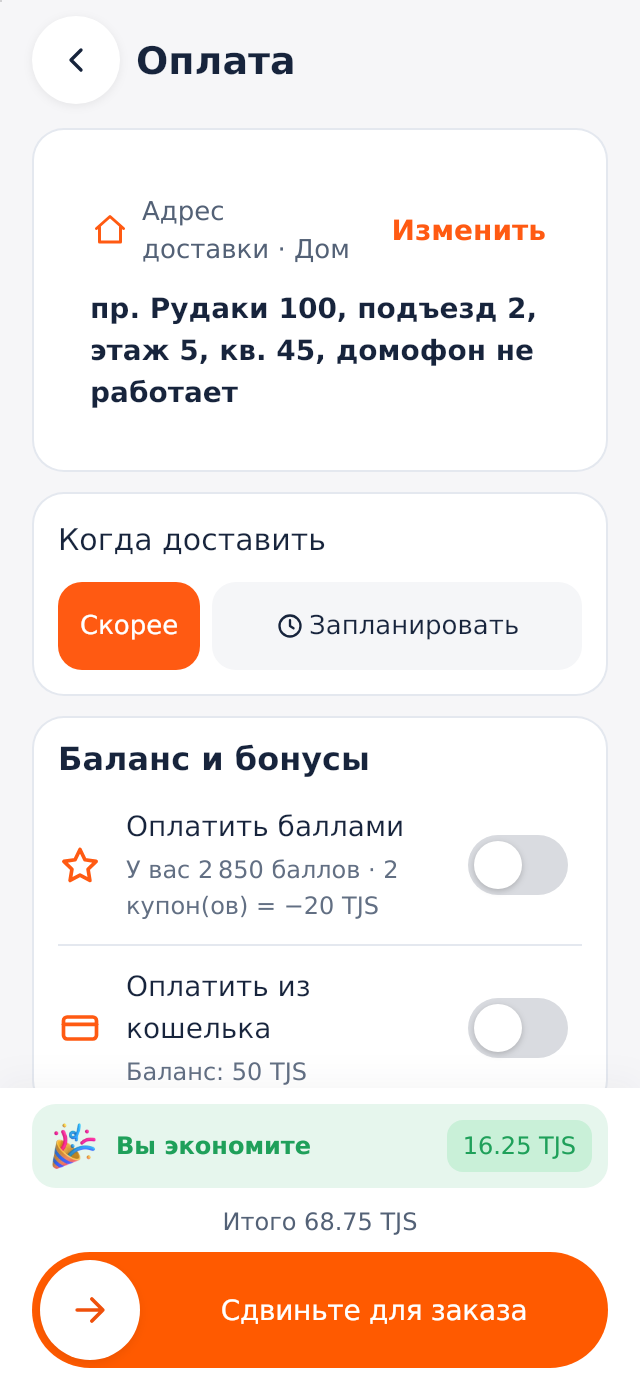 Оплата
Адрес
доставки · Дом
Изменить
пр. Рудаки 100, подъезд 2,
этаж 5, кв. 45, домофон не
работает
Когда доставить
Скорее
Запланировать
Баланс и бонусы
Оплатить баллами
У вас 2 850 баллов · 2
купон(ов) = −20 TJS
Оплатить из
кошелька
Баланс: 50 TJS
Вы экономите
16.25 TJS
Итого 68.75 TJS
Сдвиньте для заказа